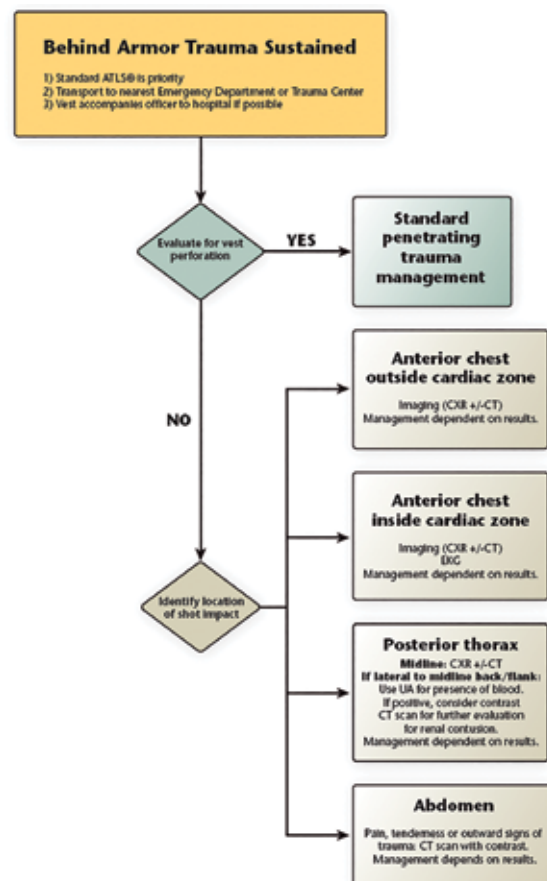 Behind Armor Trauma Sustained
1) Standard ATLS® is priority
2) Transport to nearest Emergency Department or Trauma Center
3) Vest accompanies officer to hospital if possible
Evaluate for vest
perforation
YES
Standard
penetrating
trauma
management
NO
Anterior chest
outside cardiac zone
Imaging (CXR +/-CT)
Management dependent on results.
Anterior chest
inside cardiac zone
Imaging (CXR +/-CT)
EKG
Management dependent on results.
Identify location
of shot impact
Posterior thorax
Midline: CXR +/-CT
If lateral to midline back/flank:
Use UA for presence of blood.
If positive, consider contrast
CT scan for further evaluation
for renal contusion.
Management dependent on results.
Abdomen
Pain, tenderness or outward signs of
trauma: CT scan with contrast.
Management depends on results.